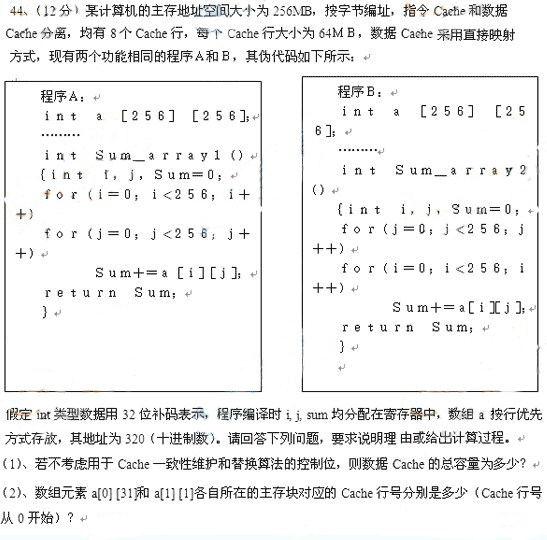 44、（12 分）某计算机的主存地址空间大小为 256MB，按字节编址，指令 Cache 和数据
Cache 分离，均有 8 个 Cache 行，每个 Cache 行大小为 64M B，数据 Cache 采用直接映射
方式，现有两个功能相同的程序 A 和 B，其伪代码如下所示：
程序A：
int a [256] [256];
………
int Sum_array1 ()
{int i, j, Sum=0;
for (i=0; i<256; i+
+)
for (j=0; j<256; j+
+)
Sum+=a [i][j];
return Sum;
}
程序B：
int a [256] [25
6];
………
int Sum_array2
()
{int i, j, Sum=0;
for(j=0; j<256; j
++)
for(i=0; i<256; i
++)
Sum+=a[i][j];
return Sum;
}
假定 int 类型数据用 32 位补码表示，程序编译时 i, j, sum 均分配在寄存器中，数组 a 按行优先
方式存放，其地址为 320（十进制数）。请回答下列问题，要求说明理由或给出计算过程。
（1）、若不考虑用于 Cache 一致性维护和替换算法的控制位，则数据 Cache 的总容量为多少？
（2）、数组元素 a[0] [31]和 a[1] [1]各自所在的主存块对应的 Cache 行号分别是多少（Cache 行号
从 0 开始）？